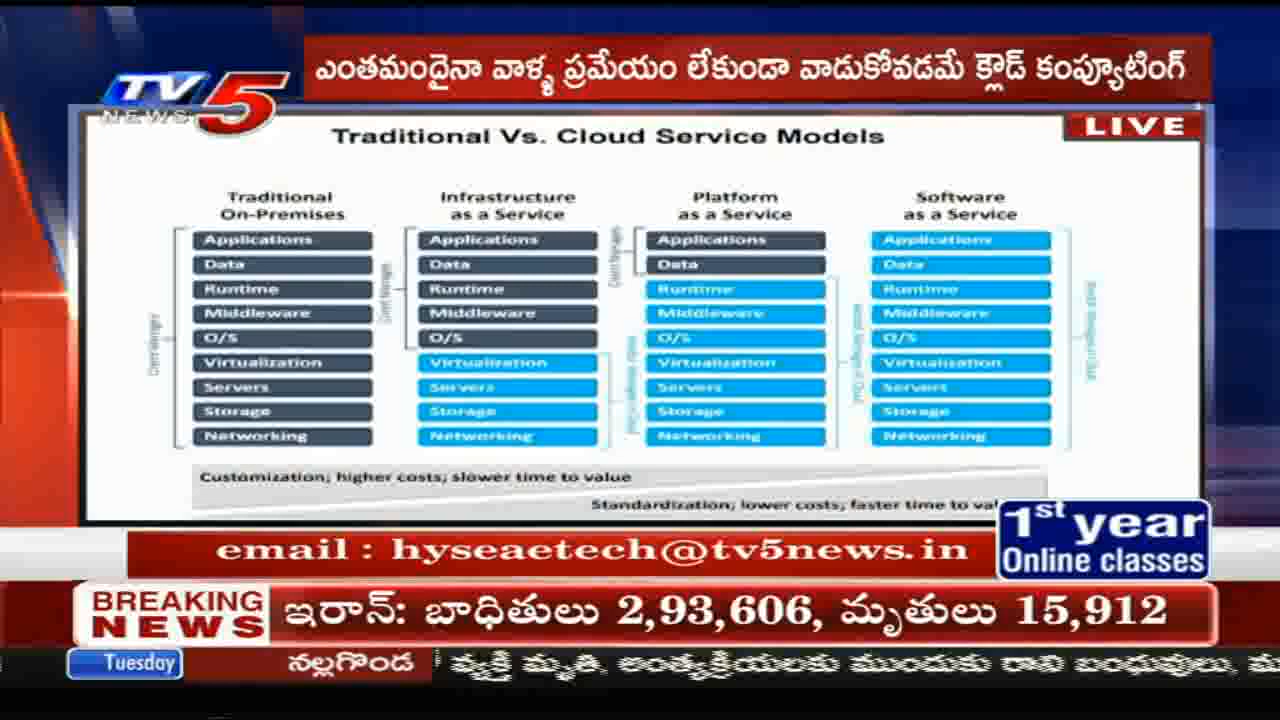 ఎంతమందైనా వాళ్ళ ప్రమేయం లేకుండా వాడుకోవడమే క్లౌడ్ కంప్యూటింగ్
TV5
NEWS
LIVE
Traditional Vs. Cloud Service Models
Traditional
On-Premises
Applications
Data
Runtime
Middleware
O/S
Virtualization
Servers
Storage
Networking
Infrastructure
as a Service
Applications
Data
Runtime
Middleware
O/S
Virtualization
Servers
Storage
Networking
Platform
as a Service
Applications
Data
Runtime
Middleware
O/S
Virtualization
Servers
Storage
Networking
Software
as a Service
Applications
Data
Runtime
Middleware
O/S
Virtualization
Servers
Storage
Networking
Customization; higher costs; slower time to value
Standardization; lower costs; faster time to
1st year
Online classes
email : hyseaetech@tv5news.in
BREAKING
NEWS
ఇరాన్: బాధితులు 2,93,606, మృతులు 15,912
Tuesday
నల్లగొండ
వ్యక్తి మృతి, అంత్యక్రియలకు ముందుకు రాని బంధువులు,